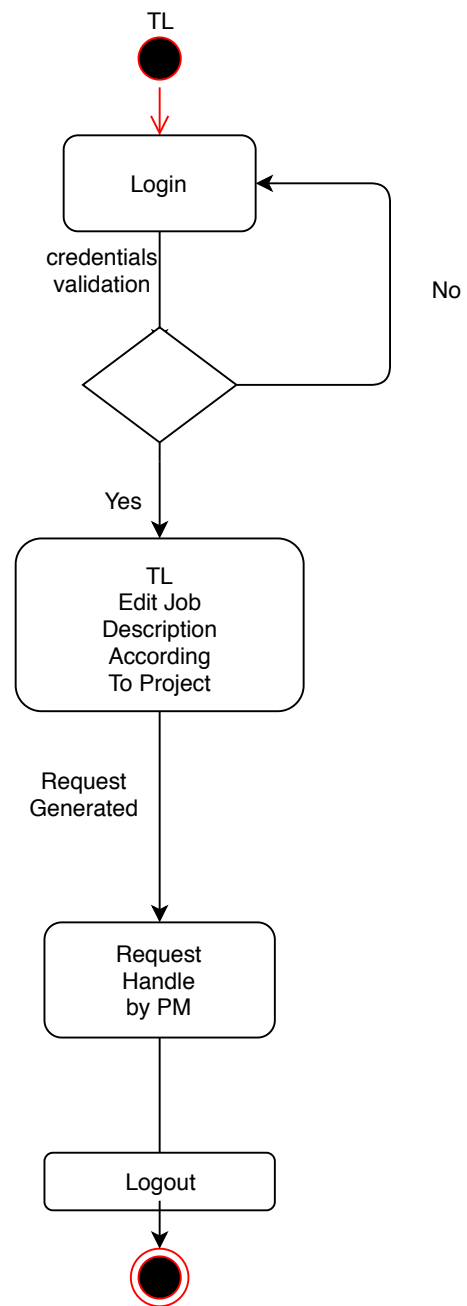 TL
Login
credentials
validation
No
Yes
TL
Edit Job
Description
According
To Project
Request
Generated
Request
Handle
by PM
Logout